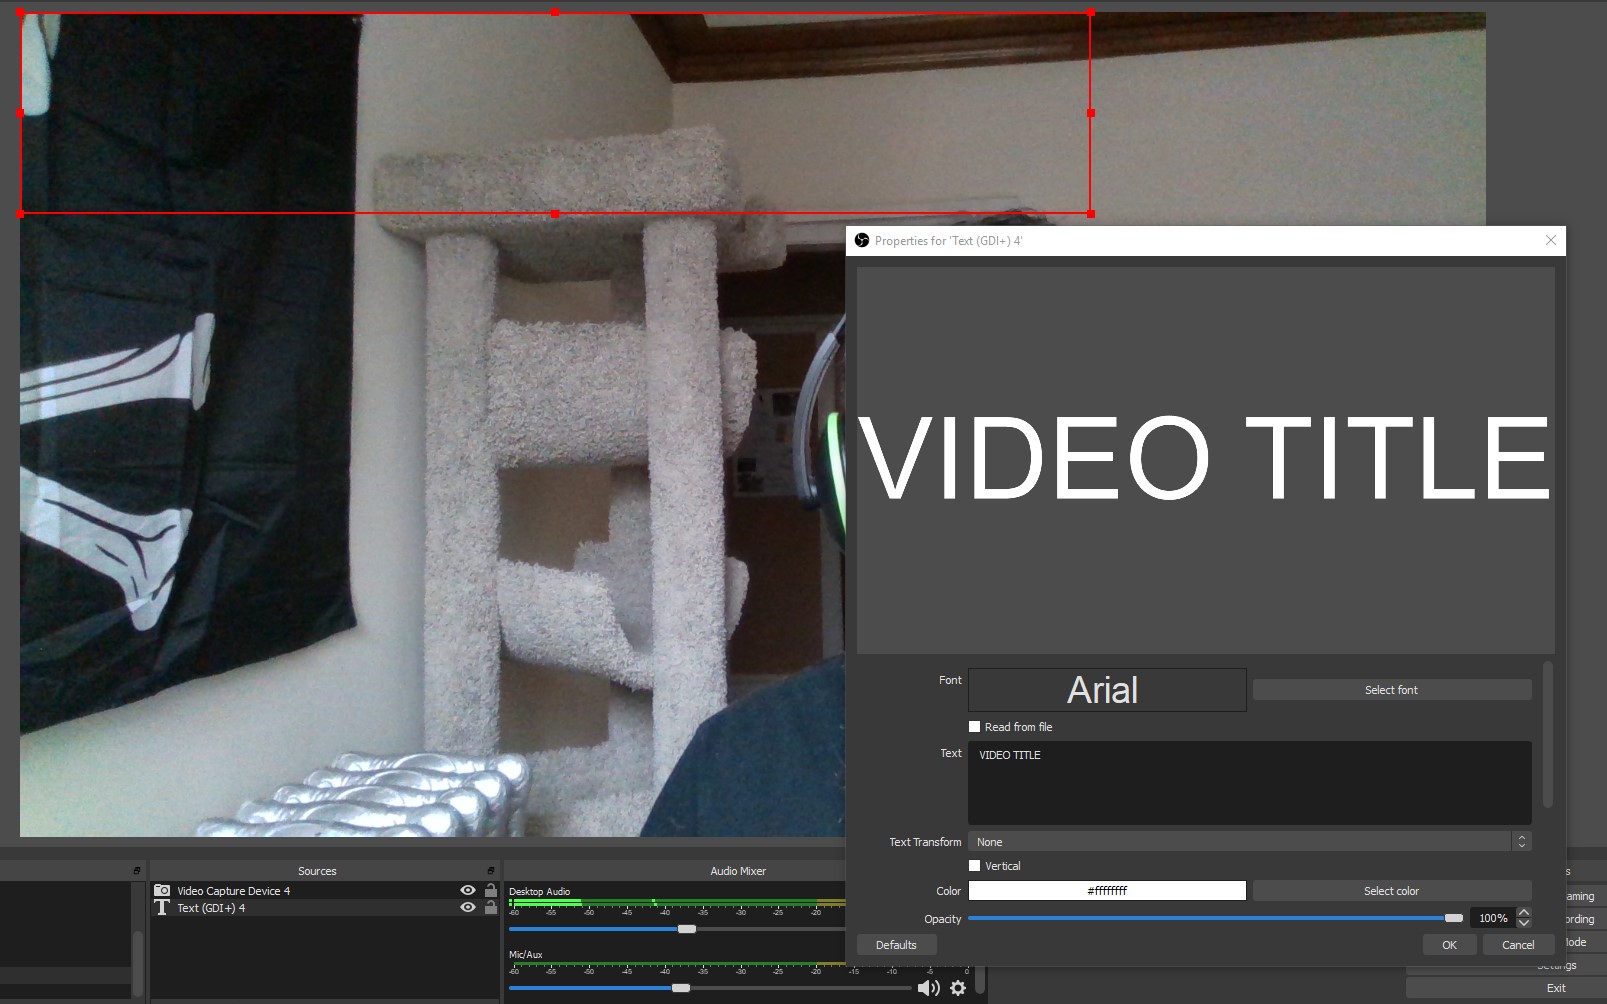 Properties for 'Text (GDI+) 4'
VIDEO TITLE
Font
Arial
Select font
Read from file
Text
VIDEO TITLE
Text Transform
None
Vertical
Color
#ffffffff
Select color
Opacity
100%
Defaults
OK
Cancel
Sources
Video Capture Device 4
Text (GDI+) 4
Audio Mixer
Desktop Audio
-60 -55 -50 -45 -40 -35 -30 -25 -20
Mic/Aux
-60 -55 -50 -45 -40 -35 -30 -25 -20 -15 -10 -5 0
Settings
Exit